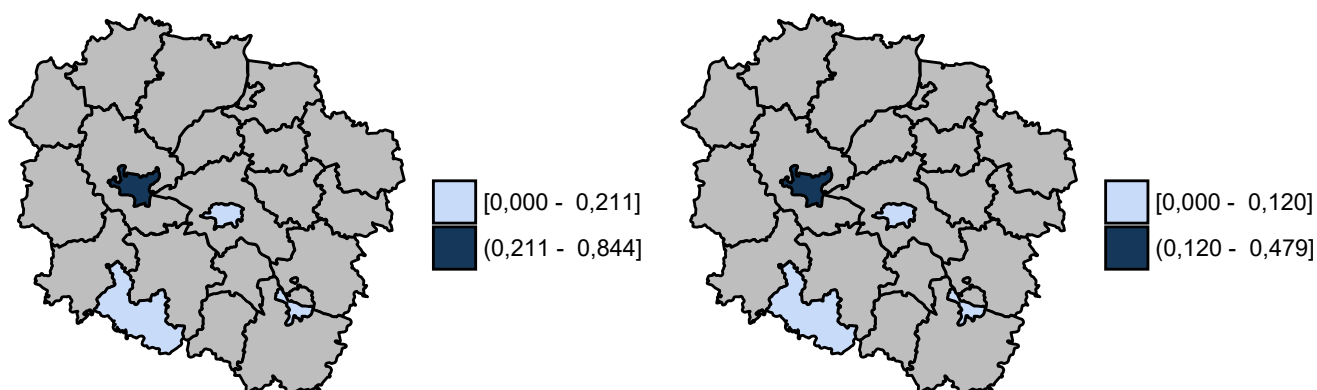 [0,000 - 0,211]
(0,211 - 0,844]
[0,000 - 0,120]
(0,120 - 0,479]